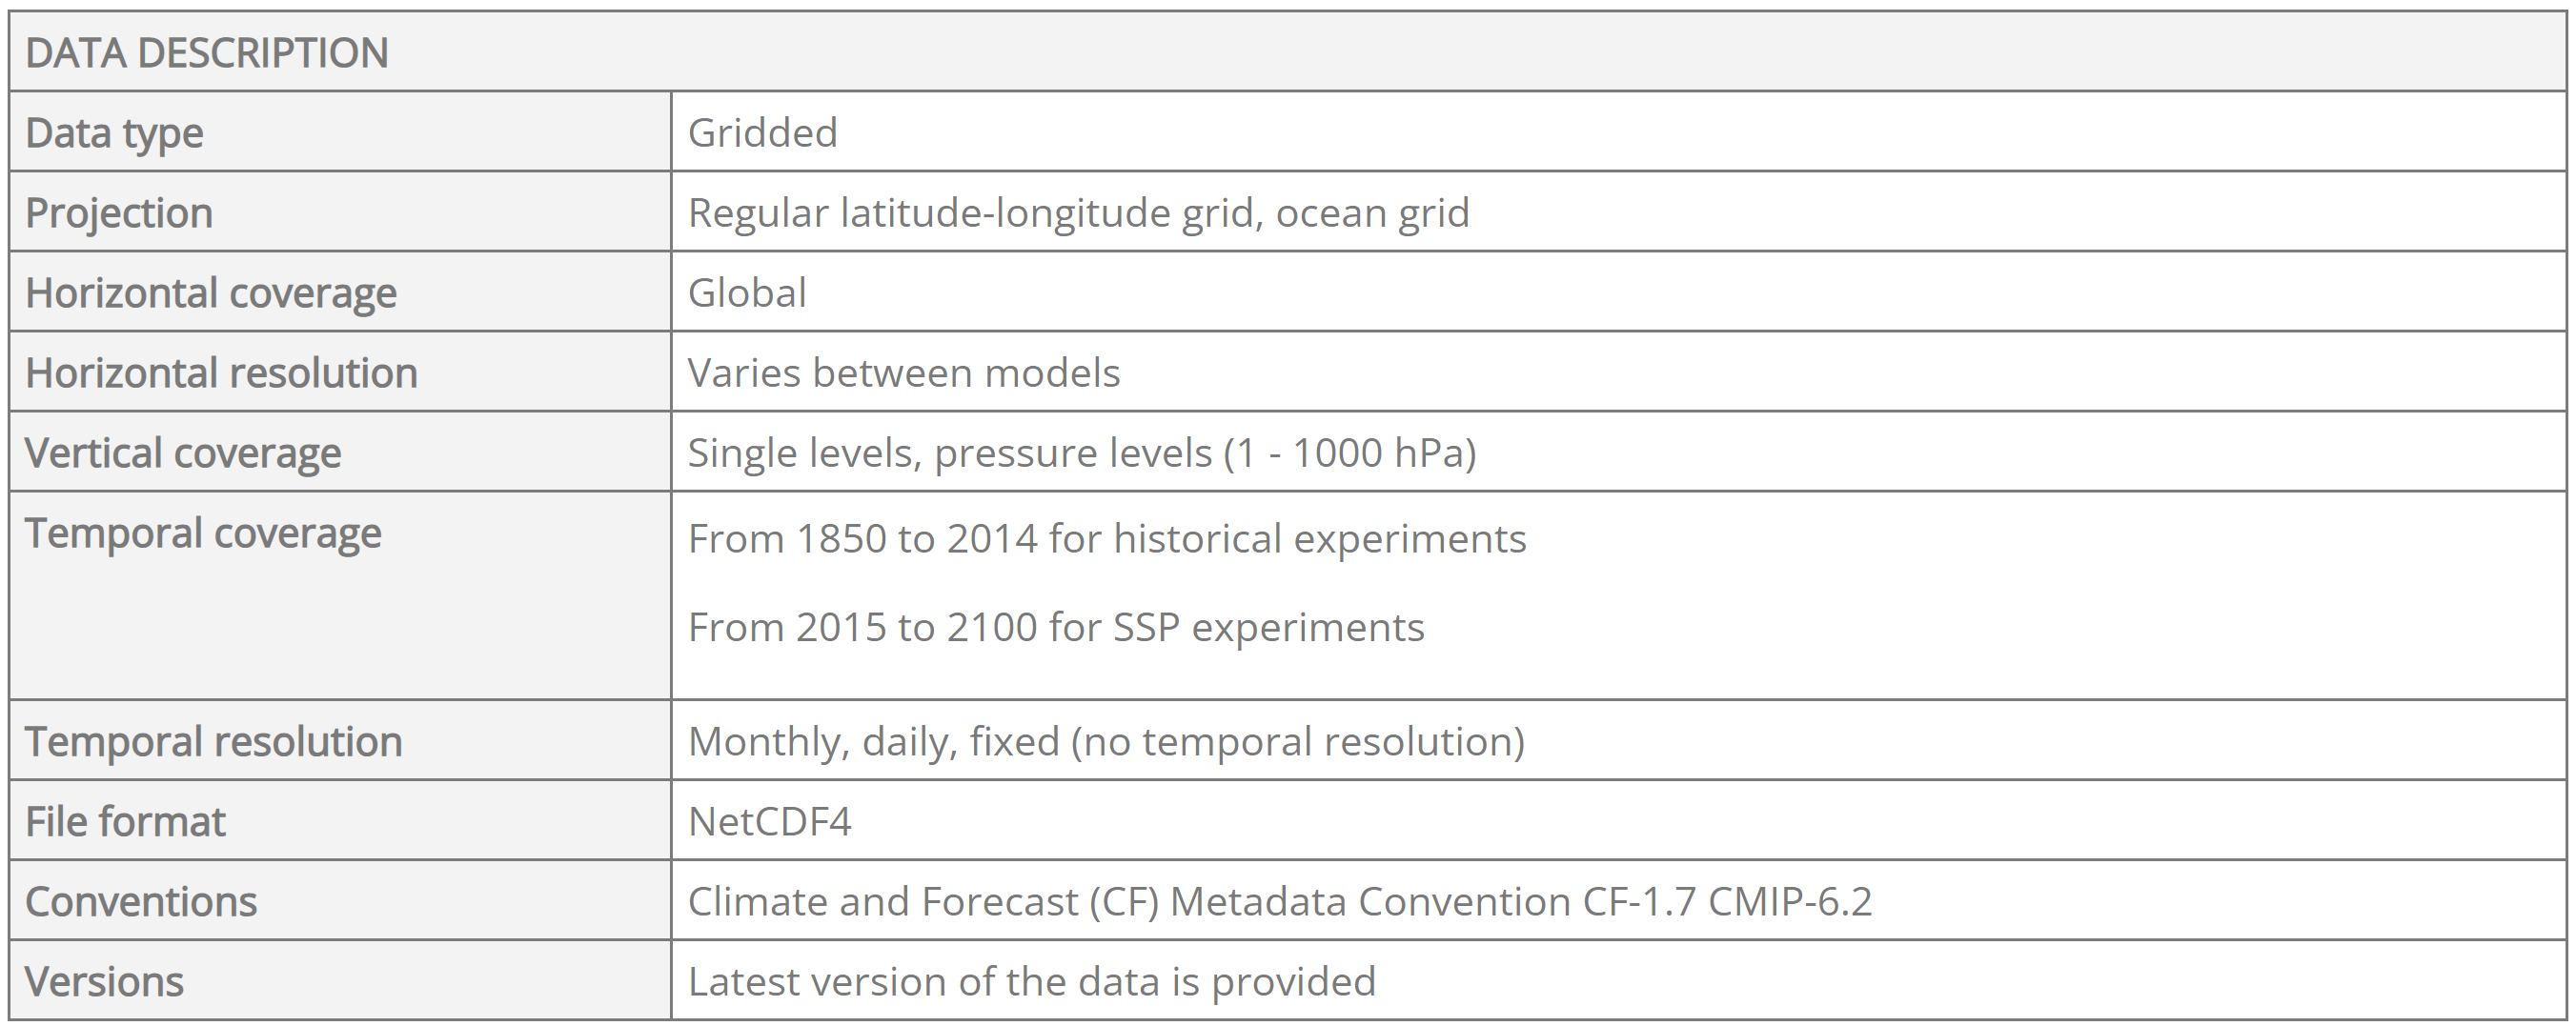 DATA DESCRIPTION
Data type
Gridded
Projection
Regular latitude-longitude grid, ocean grid
Horizontal coverage
Global
Horizontal resolution
Varies between models
Vertical coverage
Single levels, pressure levels (1 - 1000 hPa)
Temporal coverage
From 1850 to 2014 for historical experiments
From 2015 to 2100 for SSP experiments
Temporal resolution
Monthly, daily, fixed (no temporal resolution)
File format
NetCDF4
Conventions
Climate and Forecast (CF) Metadata Convention CF-1.7 CMIP-6.2
Versions
Latest version of the data is provided